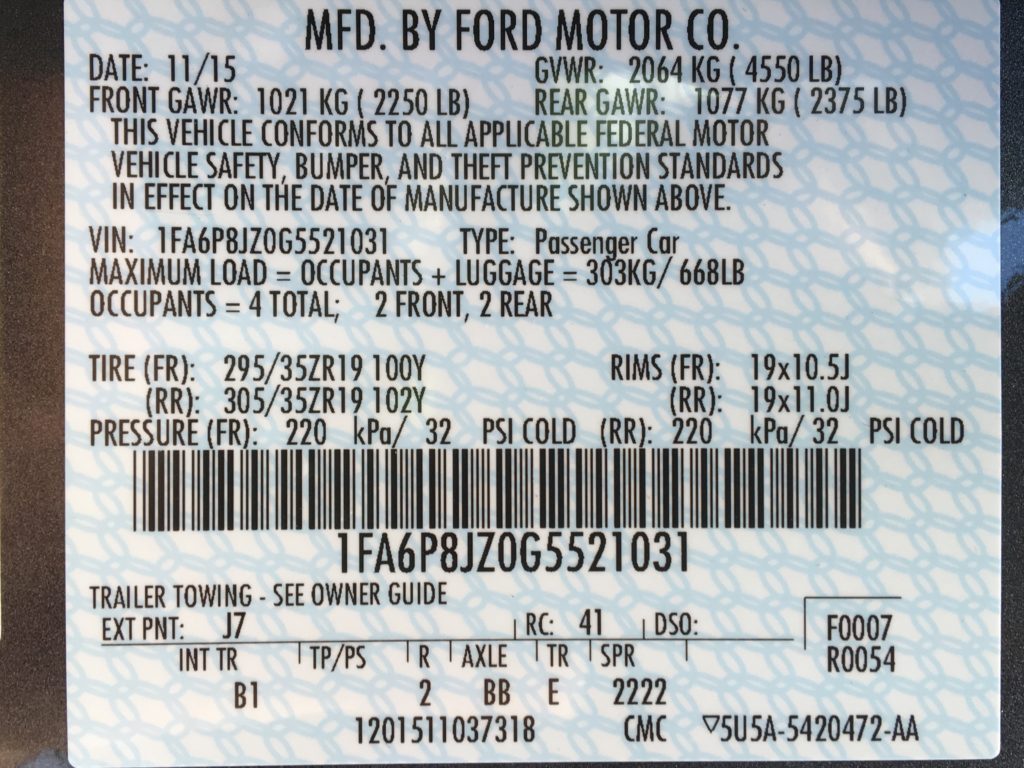 MFD. BY FORD MOTOR CO.
DATE: 11/15 GVWR: 2064 KG ( 4550 LB)
FRONT GAWR: 1021 KG ( 2250 LB) REAR GAWR: 1077 KG ( 2375 LB)
THIS VEHICLE CONFORMS TO ALL APPLICABLE FEDERAL MOTOR
VEHICLE SAFETY, BUMPER, AND THEFT PREVENTION STANDARDS
IN EFFECT ON THE DATE OF MANUFACTURE SHOWN ABOVE.
VIN: 1FA6P8JZ0G5521031 TYPE: Passenger Car
MAXIMUM LOAD = OCCUPANTS + LUGGAGE = 303KG/ 668LB
OCCUPANTS = 4 TOTAL; 2 FRONT, 2 REAR
TIRE (FR): 295/35ZR19 100Y RIMS (FR): 19x10.5J
(RR): 305/35ZR19 102Y (RR): 19x11.0J
PRESSURE (FR): 220 kPa/ 32 PSI COLD (RR): 220 kPa/ 32 PSI COLD
1FA6P8JZ0G5521031
TRAILER TOWING - SEE OWNER GUIDE
EXT PNT: J7 RC: 41 DSO: F0007
INT TR TP/PS R AXLE TR SPR R0054
B1 2 BB E 2222
1201511037318 CMC ▽5U5A-5420472-AA